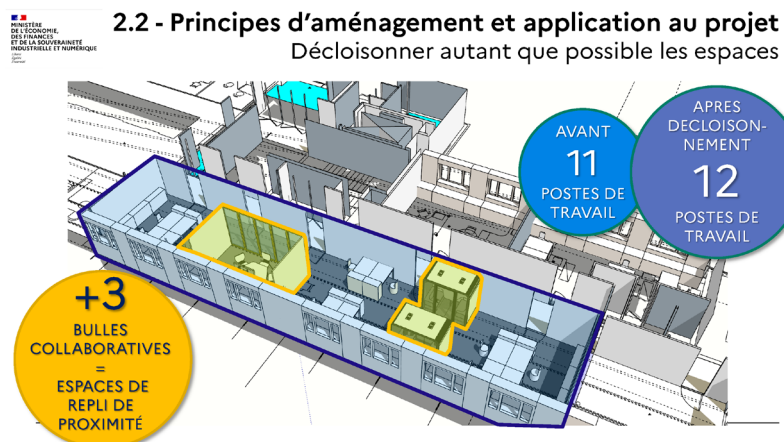 MINISTÈRE
DE L'ÉCONOMIE,
DES FINANCES
ET DE LA SOUVERAINETÉ
INDUSTRIELLE ET NUMÉRIQUE
2.2 - Principes d'aménagement et application au projet
Décloisonner autant que possible les espaces
AVANT
11
POSTES DE
TRAVAIL
APRES
DECLOISON-
NEMENT
12
POSTES DE
TRAVAIL
+3
BULLES
COLLABORATIVES
=
ESPACES DE
REPLI DE
PROXIMITÉ